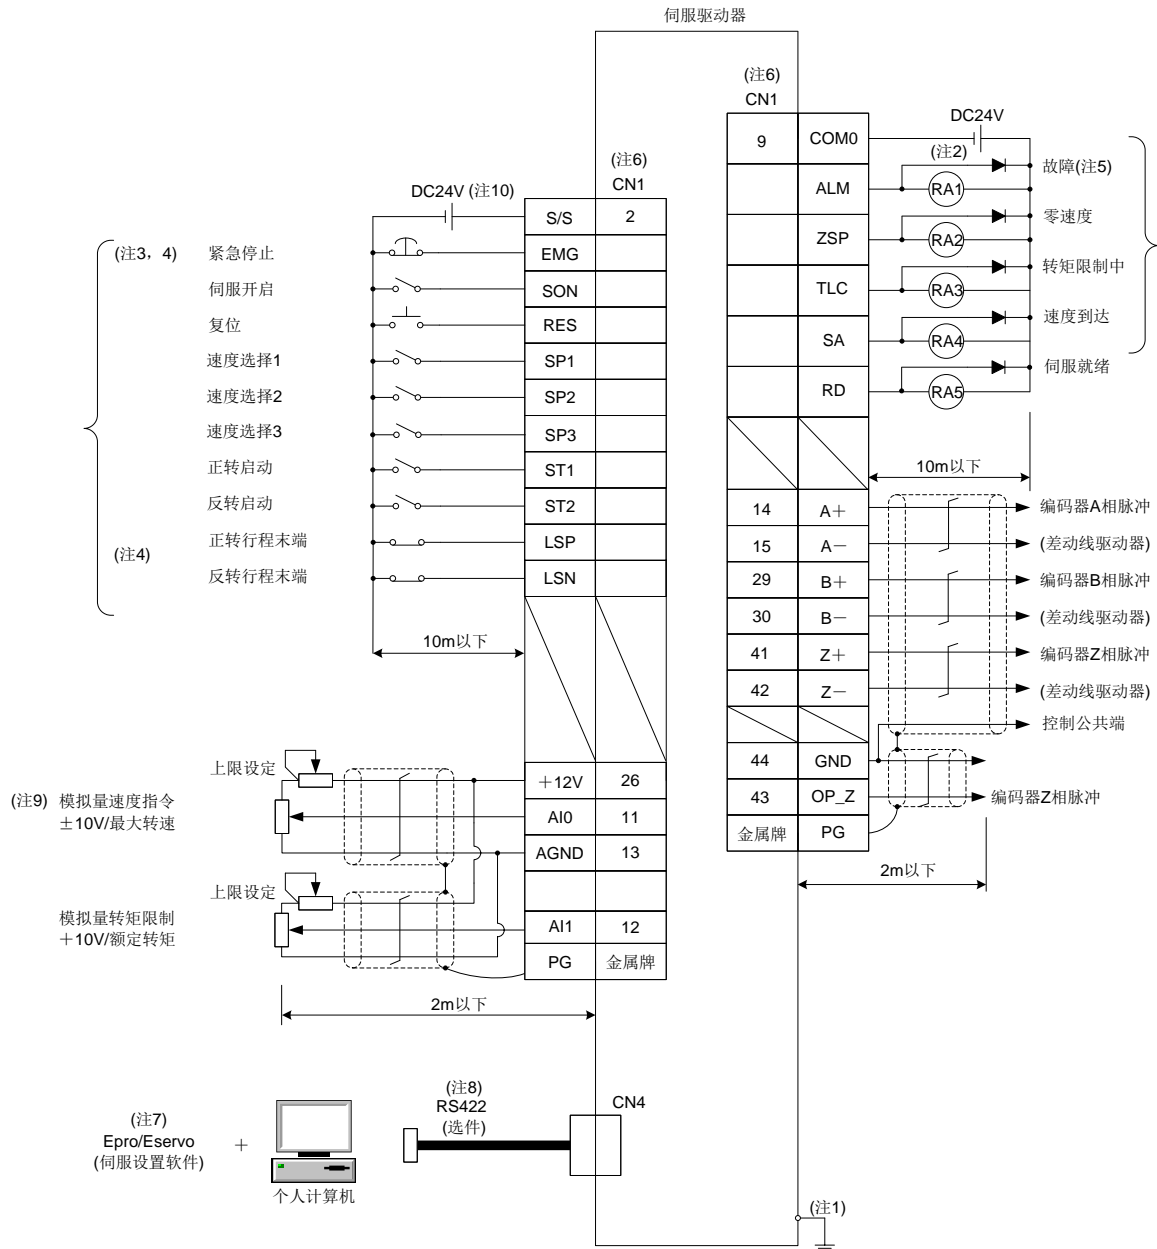 伺服驱动器
(注6)
CN1
DC24V (注10)
S/S 2
(注3，4) 紧急停止 EMG
伺服开启 SON
复位 RES
速度选择1 SP1
速度选择2 SP2
速度选择3 SP3
正转启动 ST1
反转启动 ST2
(注4)
正转行程末端 LSP
反转行程末端 LSN
10m以下
上限设定
+12V 26
(注9) 模拟量速度指令
±10V/最大转速
AI0 11
AGND 13
上限设定
模拟量转矩限制
+10V/额定转矩
AI1 12
PG 金属牌
2m以下
(注6)
CN1
DC24V
9 COM0
(注2)
ALM RA1 故障(注5)
ZSP RA2 零速度
TLC RA3 转矩限制中
SA RA4 速度到达
RD RA5 伺服就绪
10m以下
14 A+ 编码器A相脉冲
15 A- (差动线驱动器)
29 B+ 编码器B相脉冲
30 B- (差动线驱动器)
41 Z+ 编码器Z相脉冲
42 Z- (差动线驱动器)
控制公共端
44 GND
43 OP_Z 编码器Z相脉冲
金属牌 PG
2m以下
(注7)
Epro/Eservo
(伺服设置软件)
+
个人计算机
(注8)
RS422
(选件)
CN4
(注1)